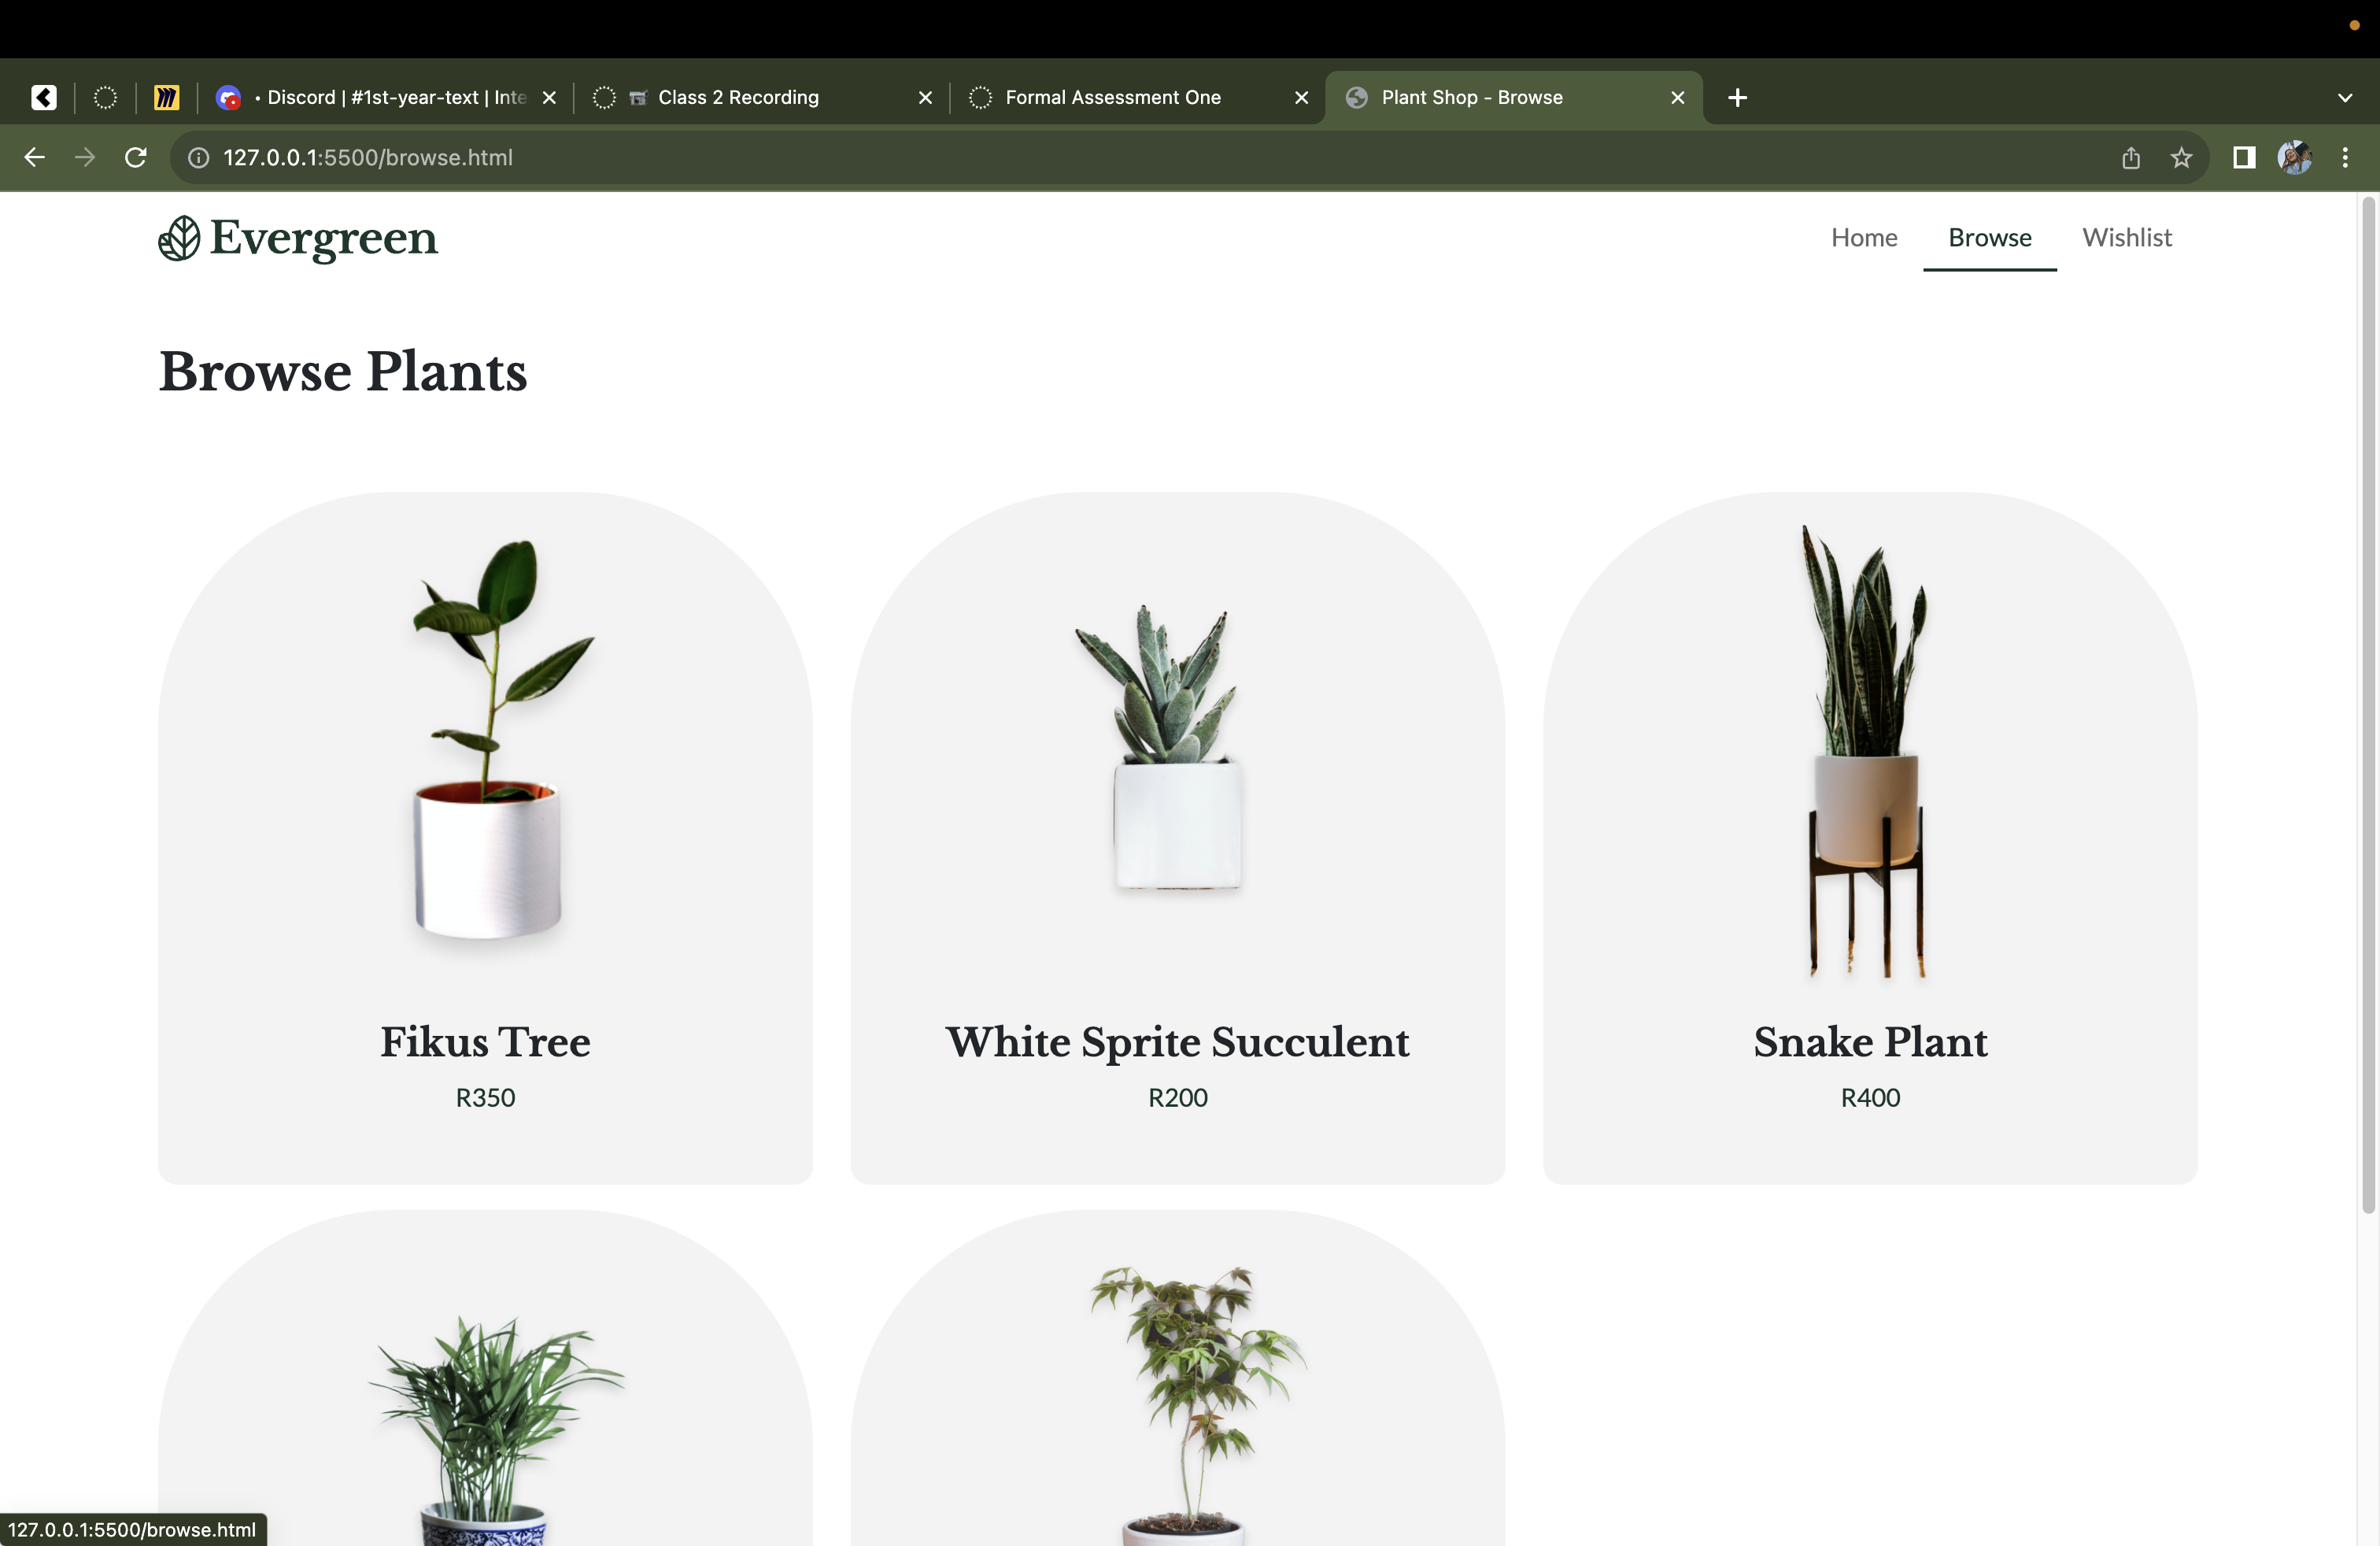 • Discord | #1st-year-text | Inte
Class 2 Recording
Formal Assessment One
Plant Shop - Browse
127.0.0.1:5500/browse.html
Evergreen
Home
Browse
Wishlist
Browse Plants
Fikus Tree
R350
White Sprite Succulent
R200
Snake Plant
R400
127.0.0.1:5500/browse.html